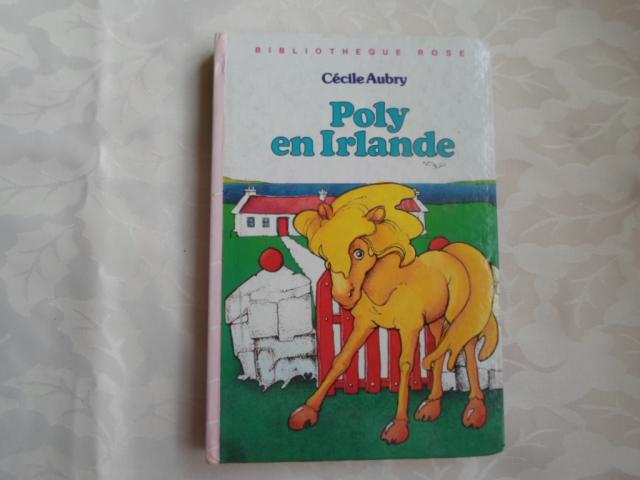 BIBLIOTHEQUE ROSE
Cécile Aubry
Poly
en Irlande